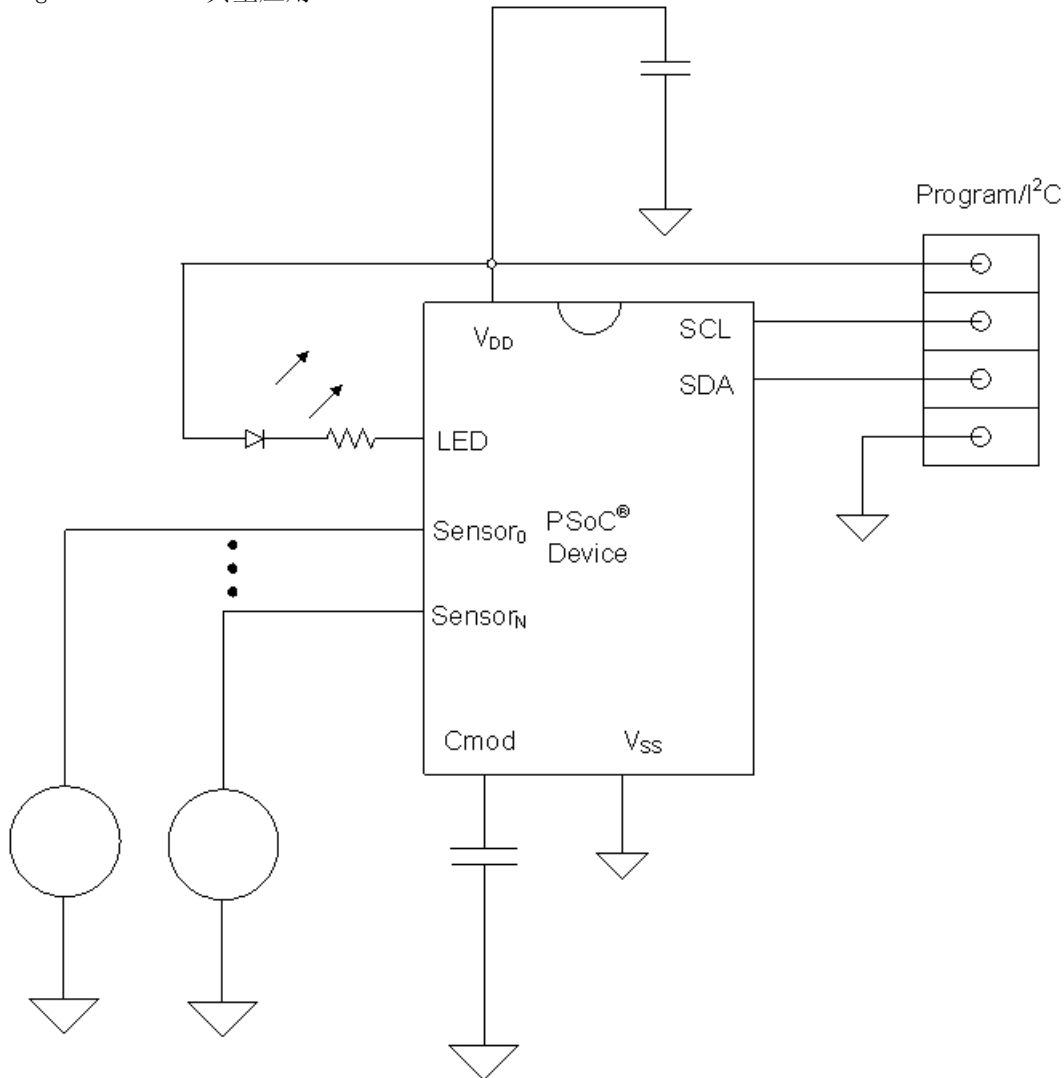 Program/I²C
V_DD
SCL
SDA
LED
Sensor₀
PSoC®
Device
Sensor_N
Cmod
V_SS